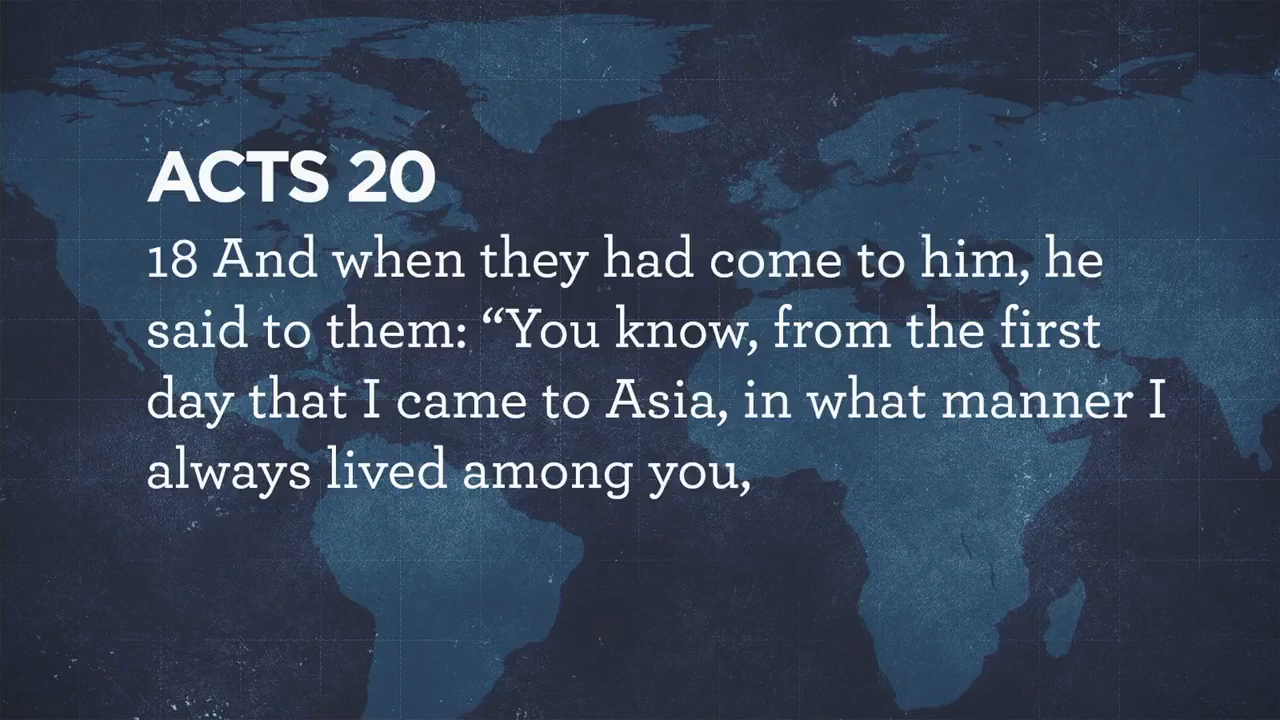 ACTS 20
18 And when they had come to him, he
said to them: “You know, from the first
day that I came to Asia, in what manner I
always lived among you,